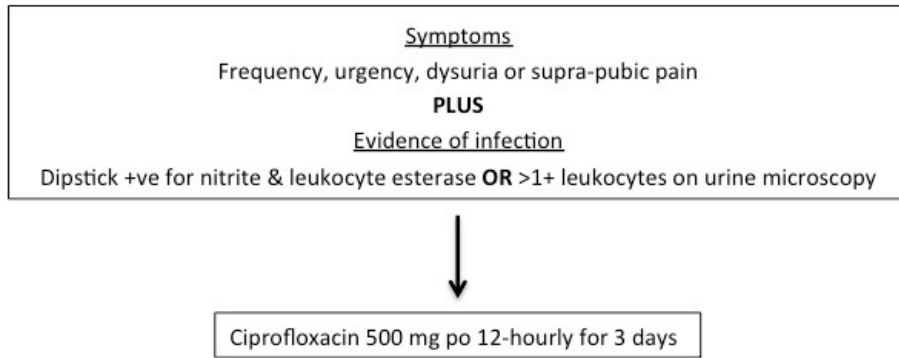 Symptoms
Frequency, urgency, dysuria or supra-pubic pain
PLUS
Evidence of infection
Dipstick +ve for nitrite & leukocyte esterase OR >1+ leukocytes on urine microscopy
Ciprofloxacin 500 mg po 12-hourly for 3 days